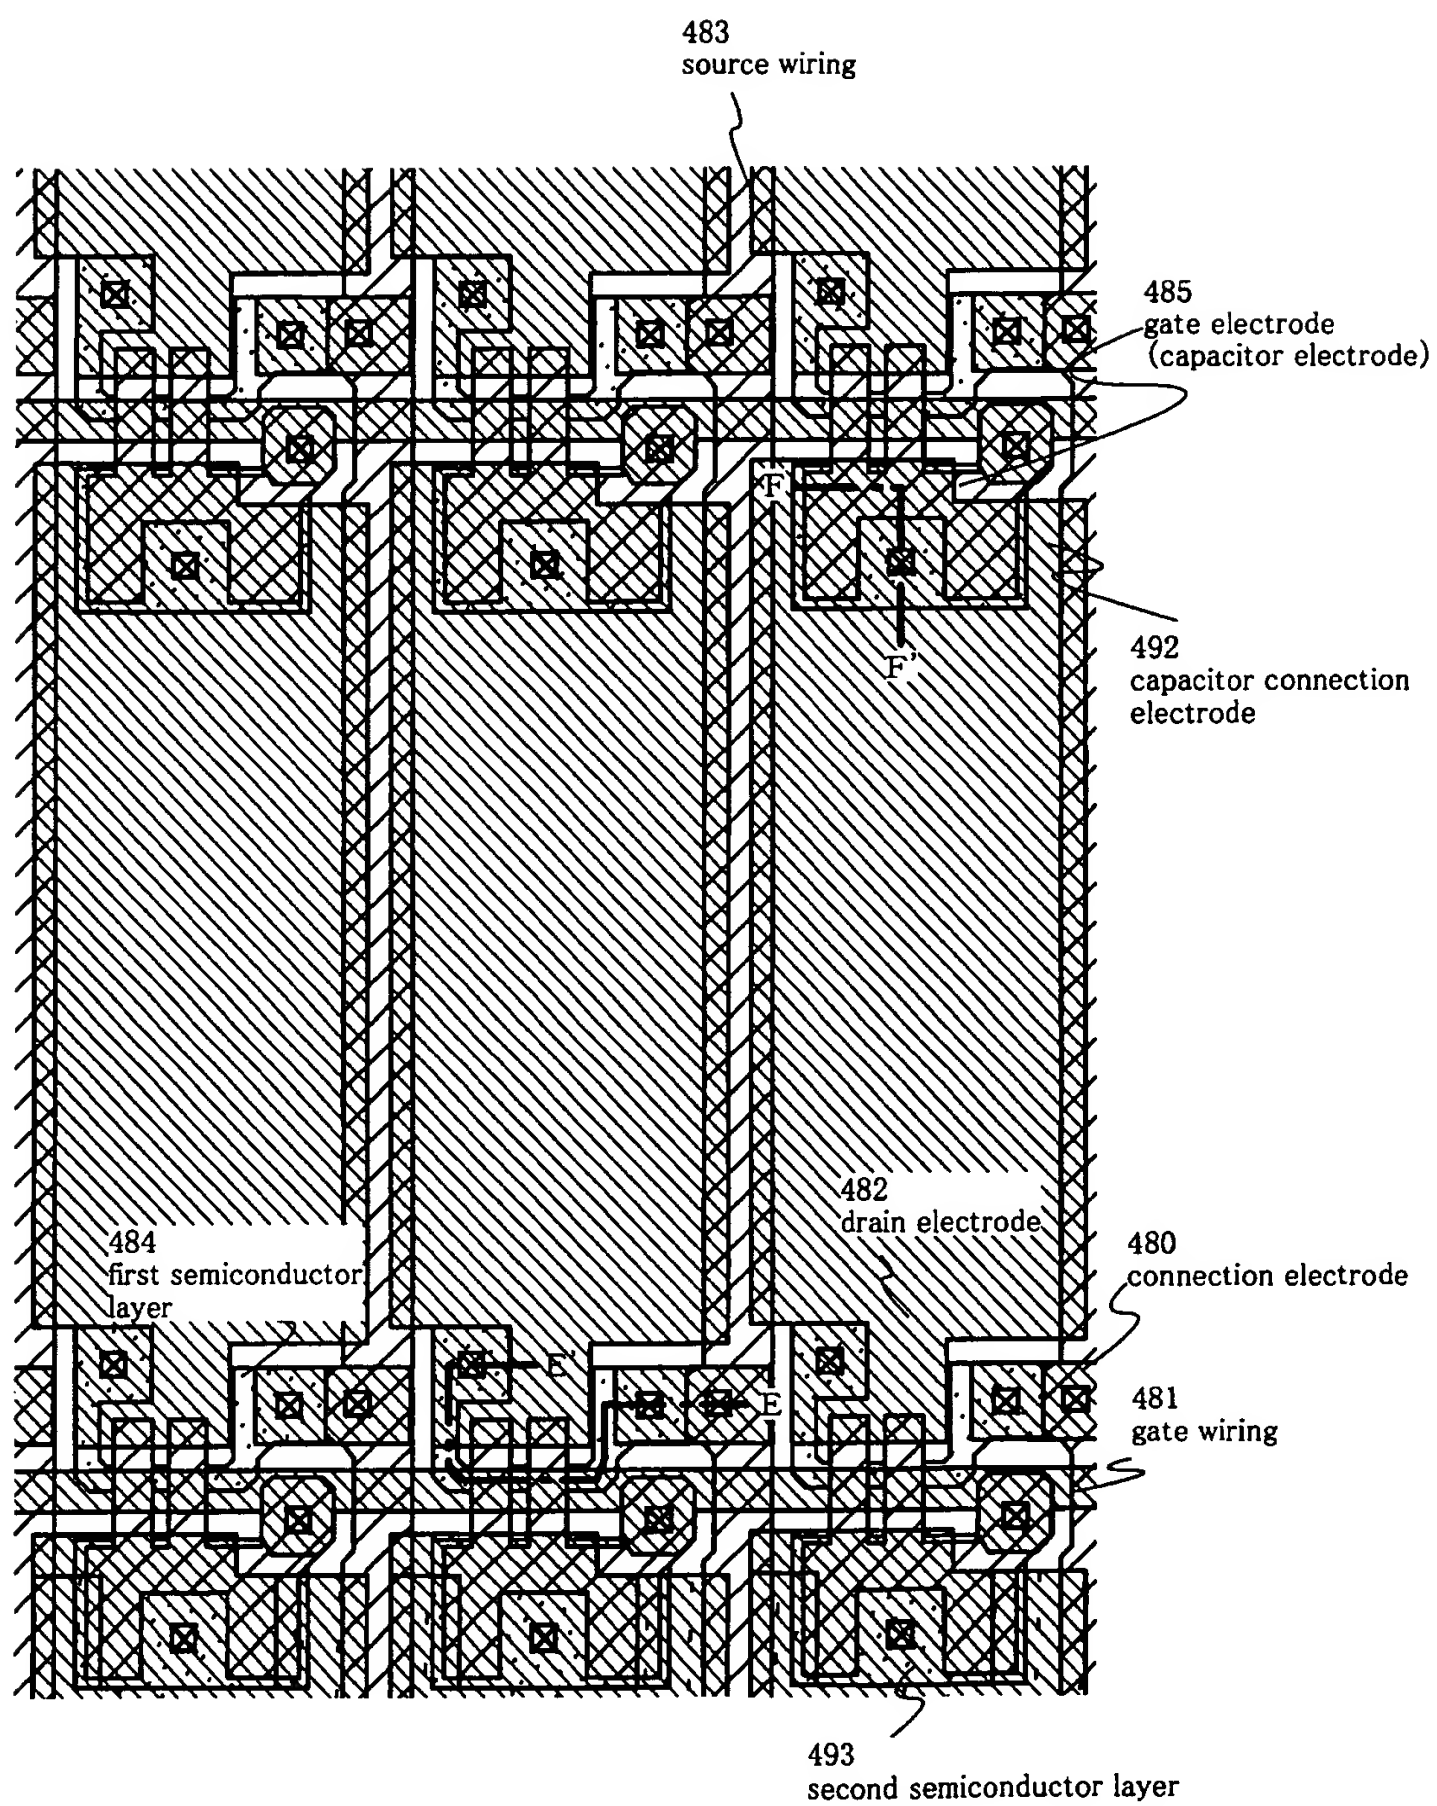 483
source wiring
485
gate electrode
(capacitor electrode)
F
F'
492
capacitor connection
electrode
482
drain electrode
484
first semiconductor
layer
480
connection electrode
E'
E
481
gate wiring
493
second semiconductor layer